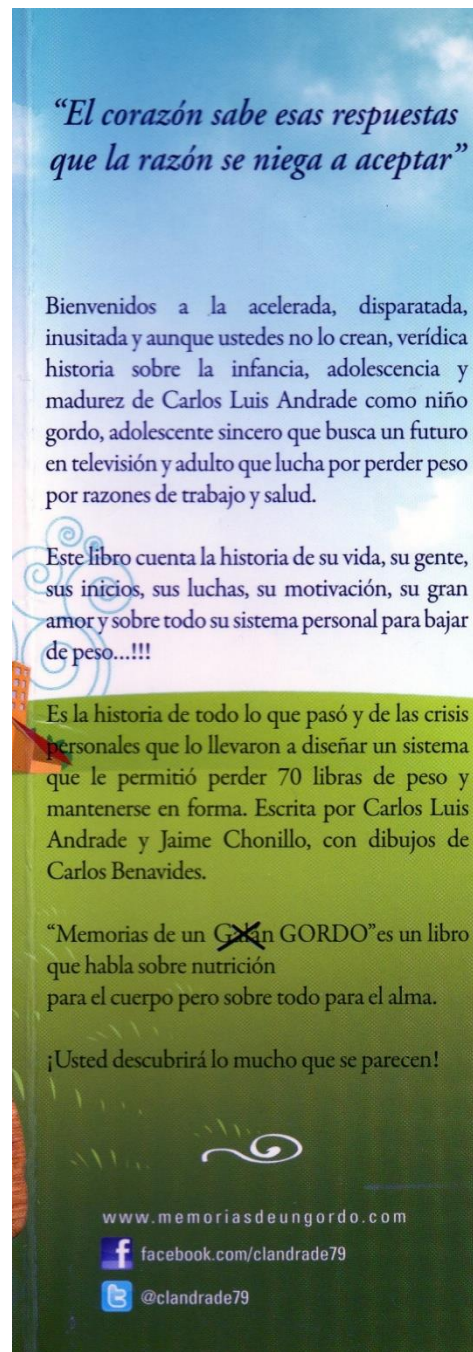 “El corazón sabe esas respuestas
que la razón se niega a aceptar”
Bienvenidos a la acelerada, disparatada,
inusitada y aunque ustedes no lo crean, verídica
historia sobre la infancia, adolescencia y
madurez de Carlos Luis Andrade como niño
gordo, adolescente sincero que busca un futuro
en televisión y adulto que lucha por perder peso
por razones de trabajo y salud.
Este libro cuenta la historia de su vida, su gente,
sus inicios, sus luchas, su motivación, su gran
amor y sobre todo su sistema personal para bajar
de peso...!!!
Es la historia de todo lo que pasó y de las crisis
personales que lo llevaron a diseñar un sistema
que le permitió perder 70 libras de peso y
mantenerse en forma. Escrita por Carlos Luis
Andrade y Jaime Chonillo, con dibujos de
Carlos Benavides.
“Memorias de un Galán GORDO”es un libro
que habla sobre nutrición
para el cuerpo pero sobre todo para el alma.
¡Usted descubrirá lo mucho que se parecen!
www.memoriasdeungordo.com
facebook.com/clandrade79
@clandrade79